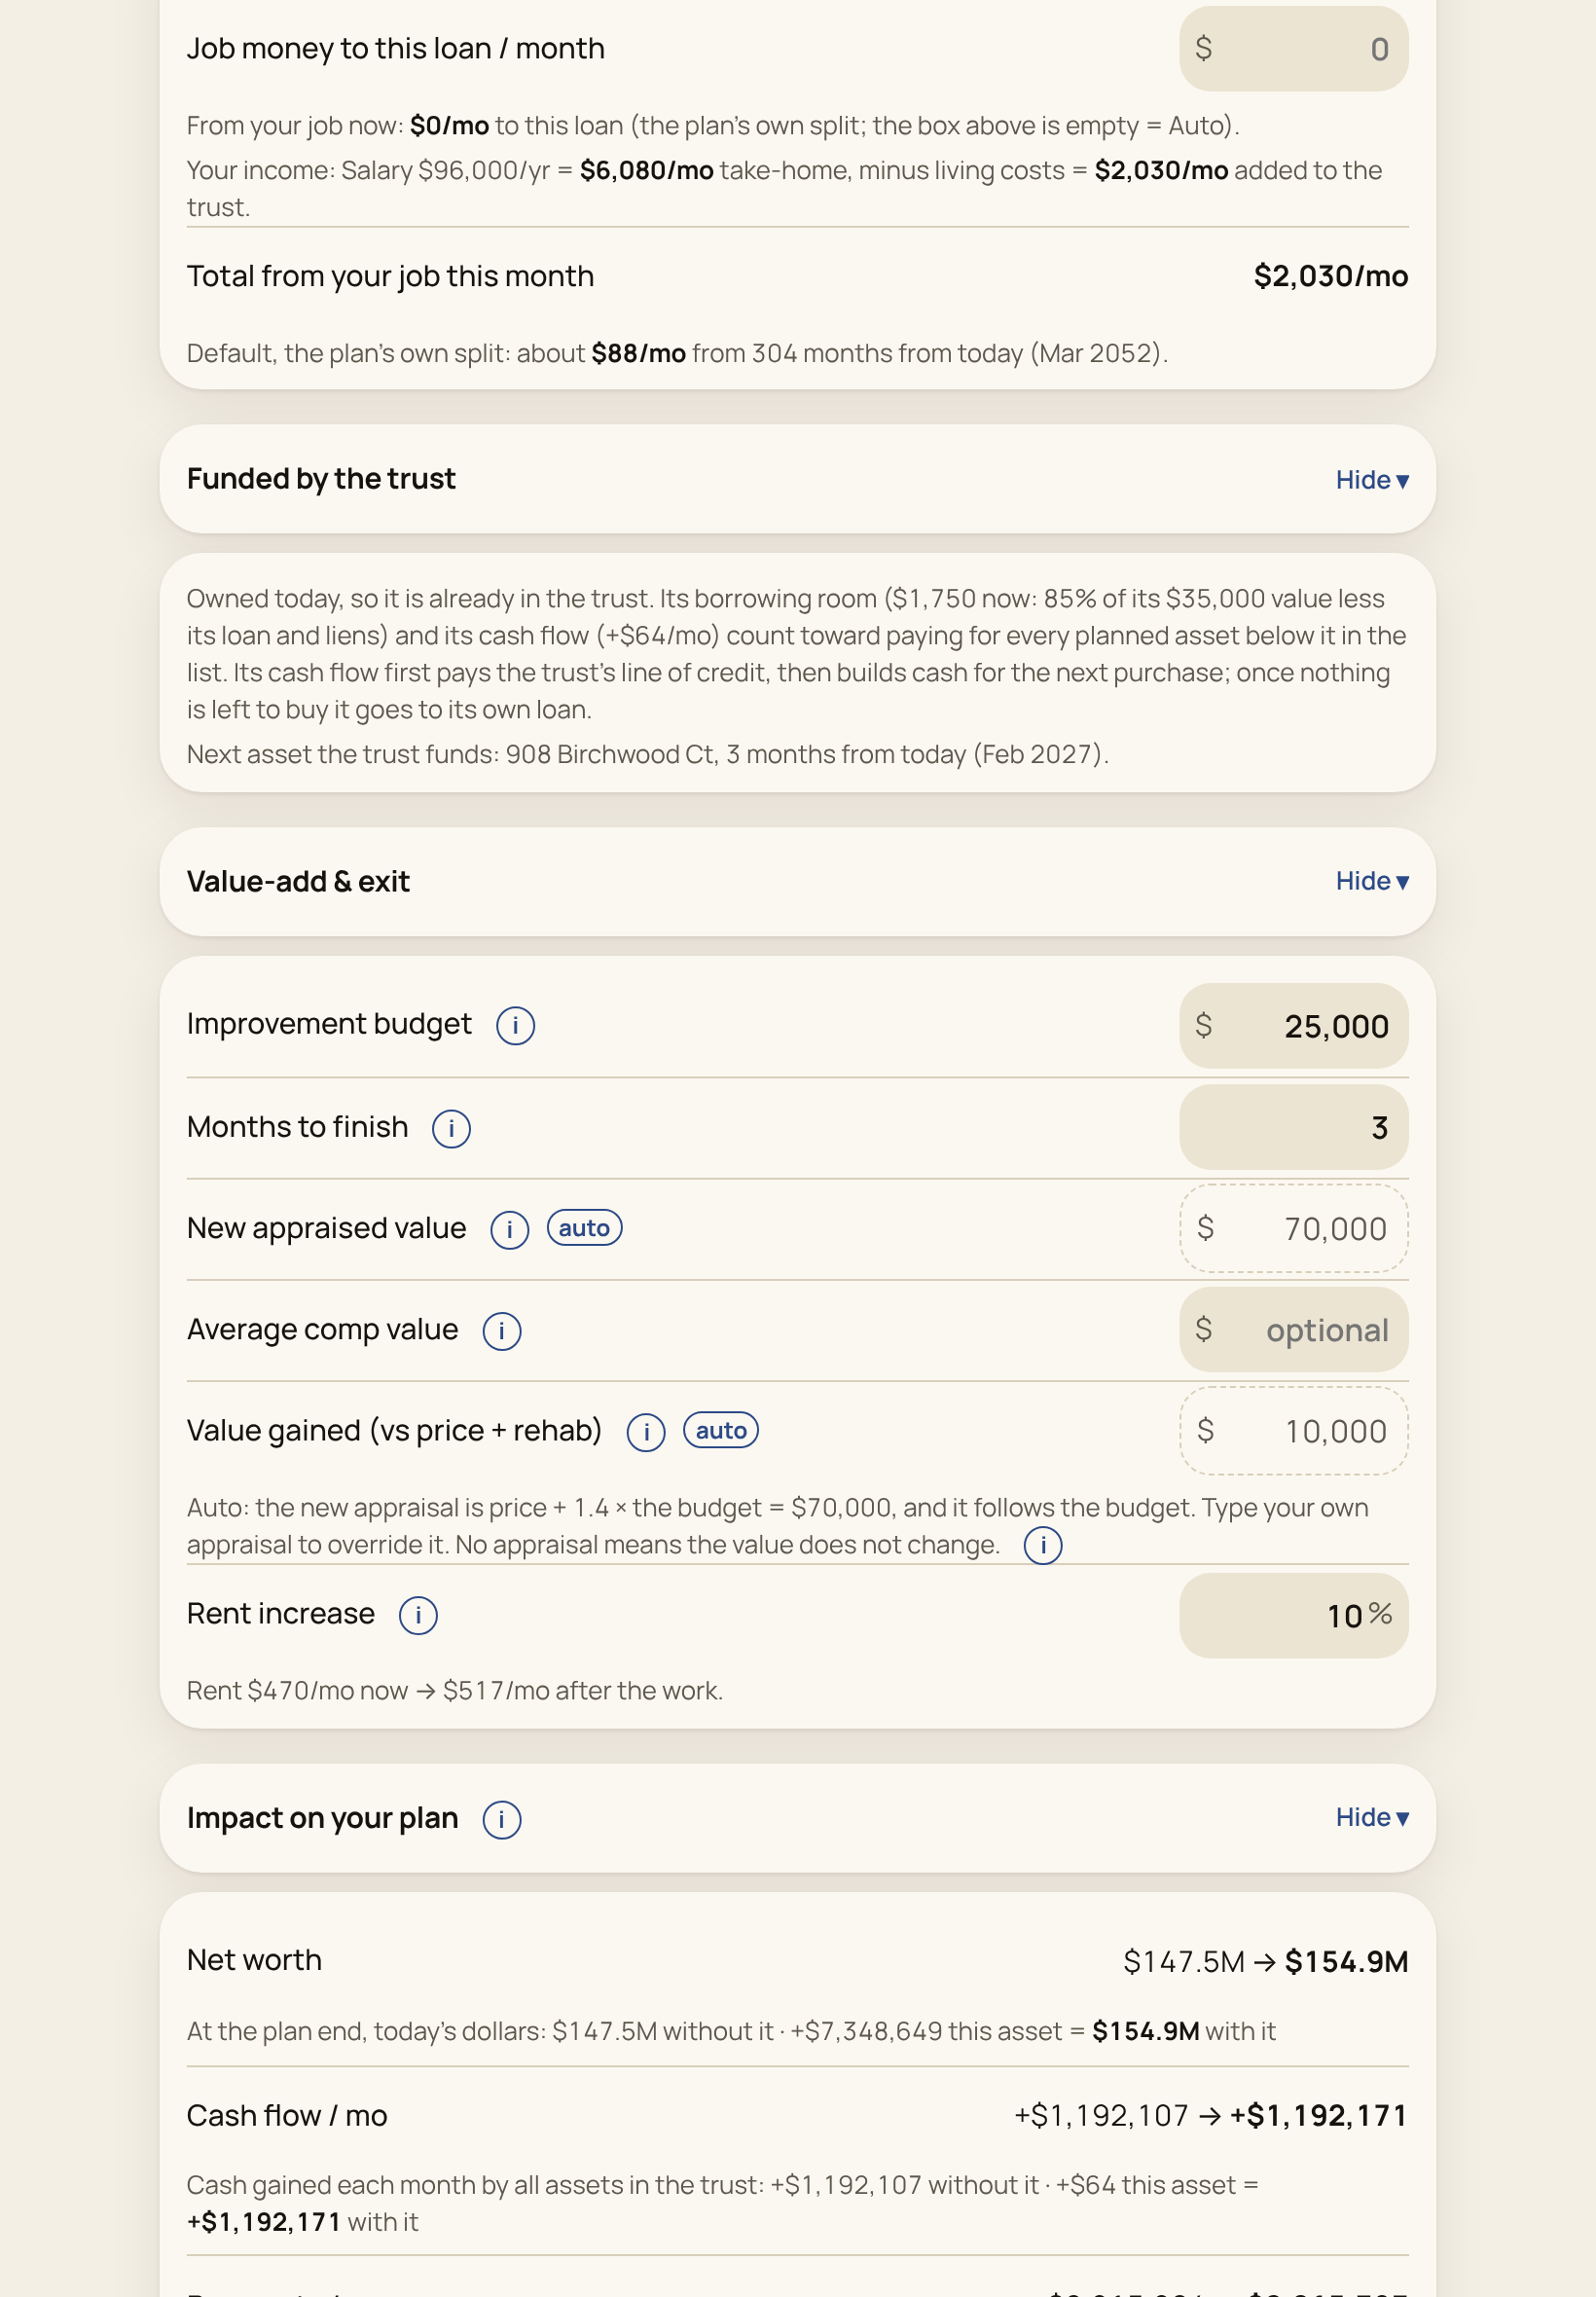 Job money to this loan / month $ 0
From your job now: $0/mo to this loan (the plan's own split; the box above is empty = Auto).
Your income: Salary $96,000/yr = $6,080/mo take-home, minus living costs = $2,030/mo added to the
trust.
Total from your job this month $2,030/mo
Default, the plan's own split: about $88/mo from 304 months from today (Mar 2052).
Funded by the trust Hide ▾
Owned today, so it is already in the trust. Its borrowing room ($1,750 now: 85% of its $35,000 value less
its loan and liens) and its cash flow (+$64/mo) count toward paying for every planned asset below it in the
list. Its cash flow first pays the trust's line of credit, then builds cash for the next purchase; once nothing
is left to buy it goes to its own loan.
Next asset the trust funds: 908 Birchwood Ct, 3 months from today (Feb 2027).
Value-add & exit Hide ▾
Improvement budget i $ 25,000
Months to finish i 3
New appraised value i auto $ 70,000
Average comp value i $ optional
Value gained (vs price + rehab) i auto $ 10,000
Auto: the new appraisal is price + 1.4 × the budget = $70,000, and it follows the budget. Type your own
appraisal to override it. No appraisal means the value does not change. i
Rent increase i 10 %
Rent $470/mo now → $517/mo after the work.
Impact on your plan i Hide ▾
Net worth $147.5M → $154.9M
At the plan end, today's dollars: $147.5M without it · +$7,348,649 this asset = $154.9M with it
Cash flow / mo +$1,192,107 → +$1,192,171
Cash gained each month by all assets in the trust: +$1,192,107 without it · +$64 this asset =
+$1,192,171 with it